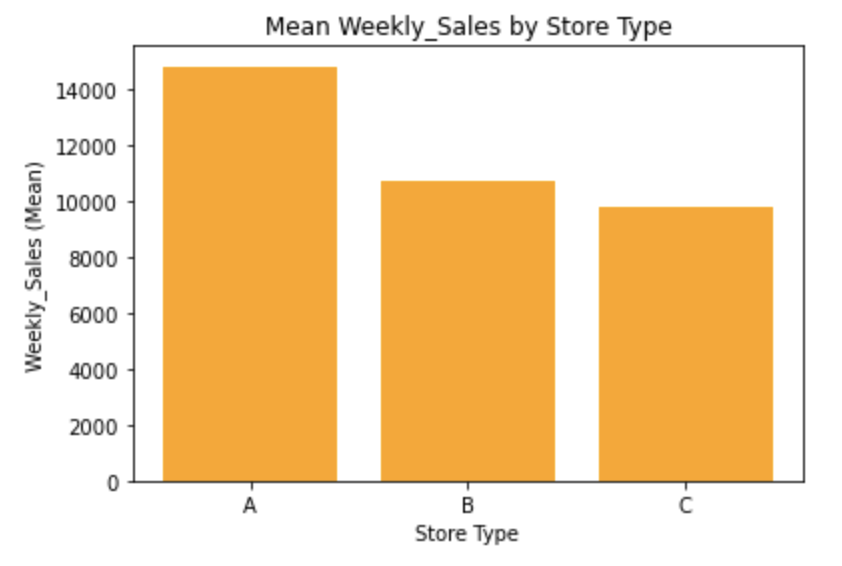 Mean Weekly_Sales by Store Type
Weekly_Sales (Mean)
14000
12000
10000
8000
6000
4000
2000
0
A B C
Store Type